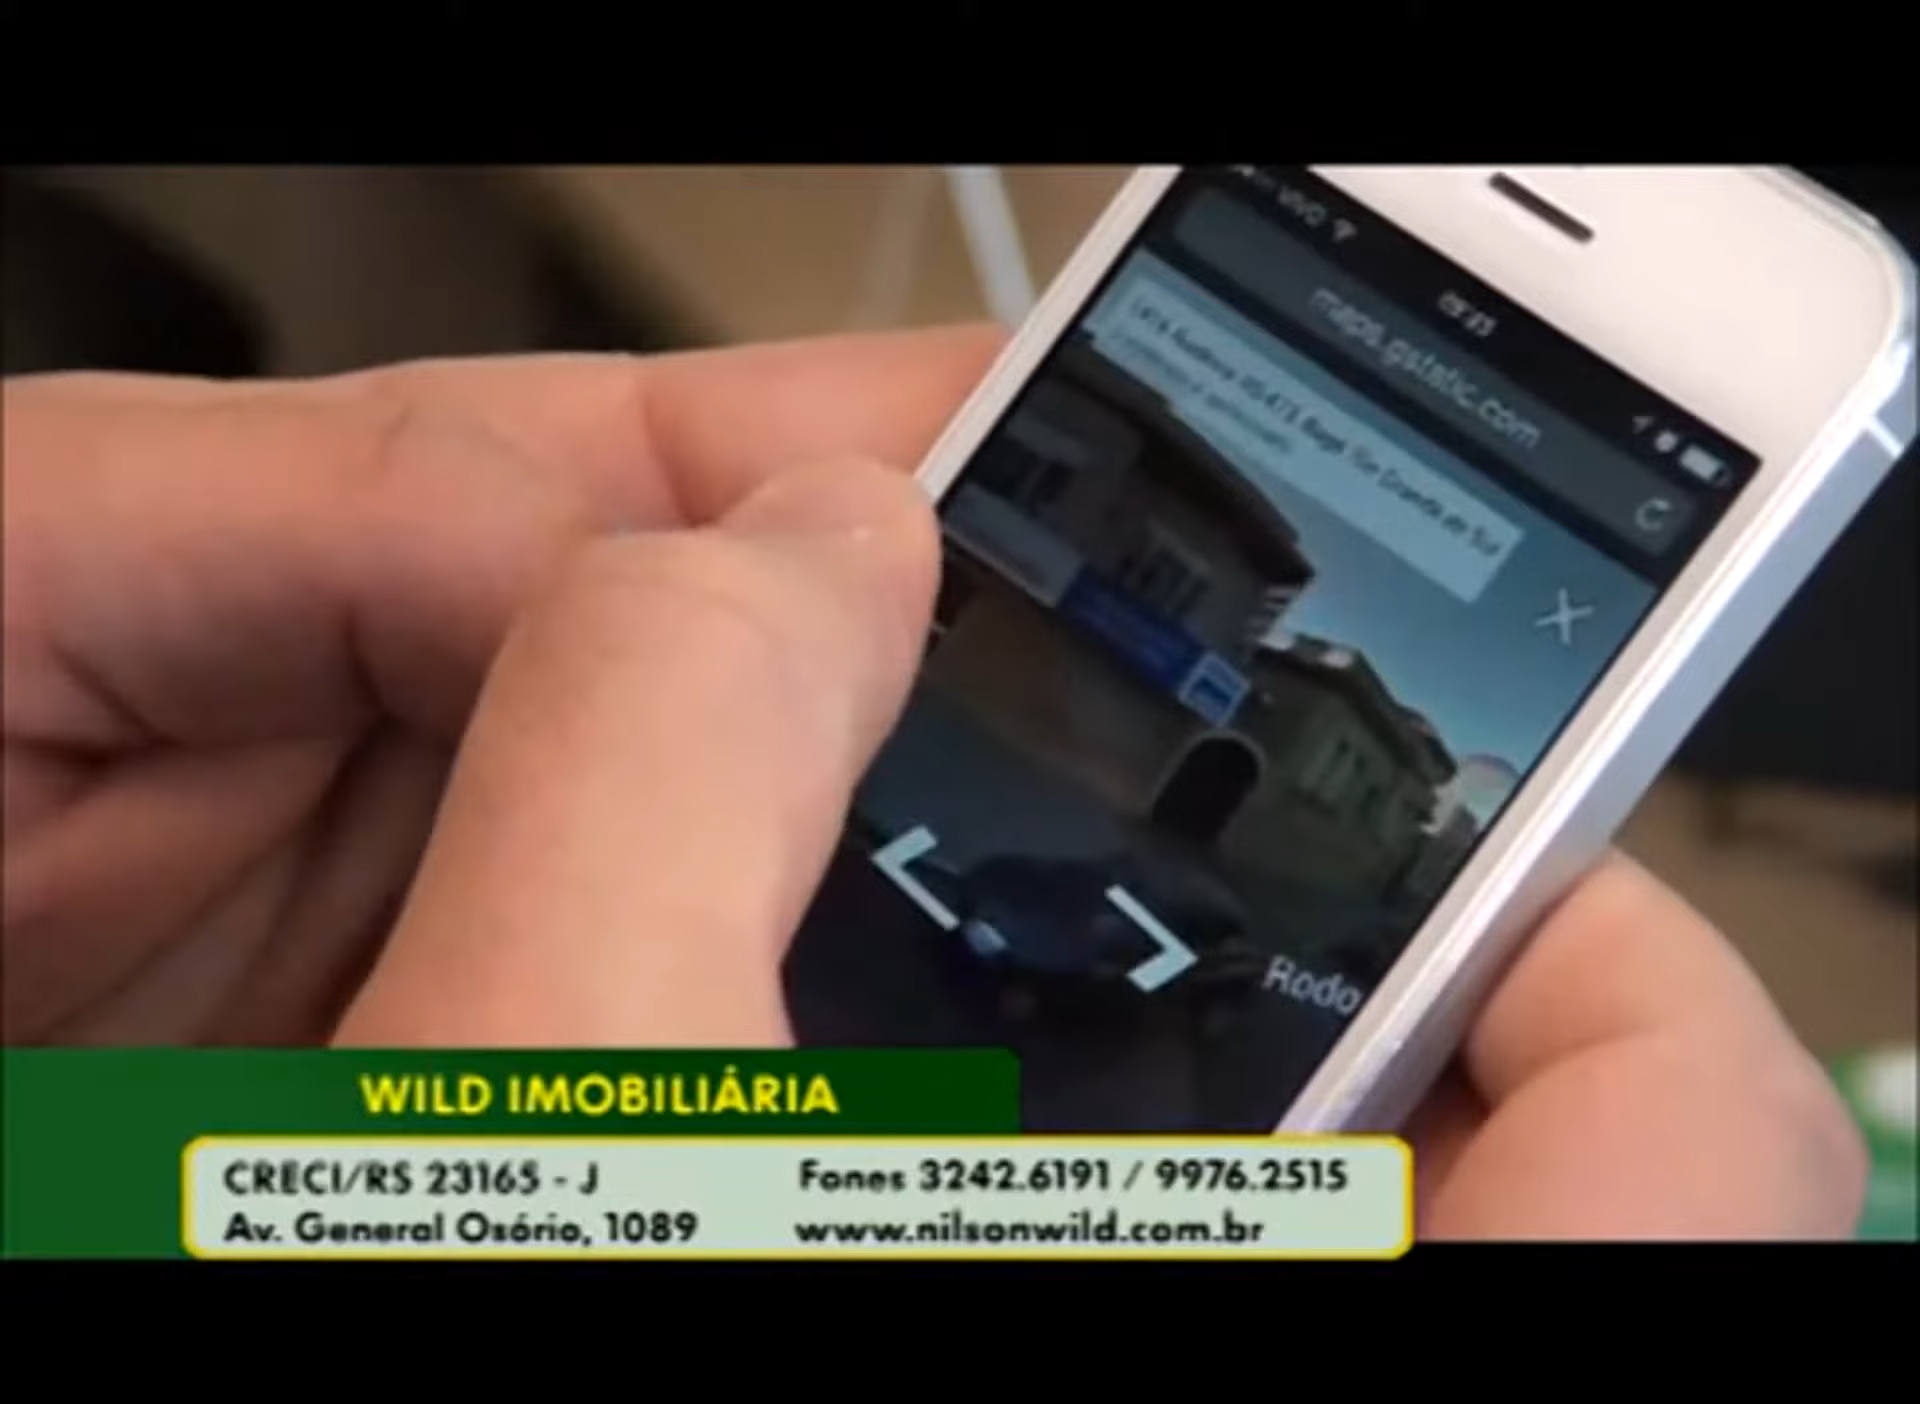 VIVO
maps.gstatic.com
Rodo
WILD IMOBILIÁRIA
CRECI/RS 23165 - J
Fones 3242.6191 / 9976.2515
Av. General Osório, 1089
www.nilsonwild.com.br